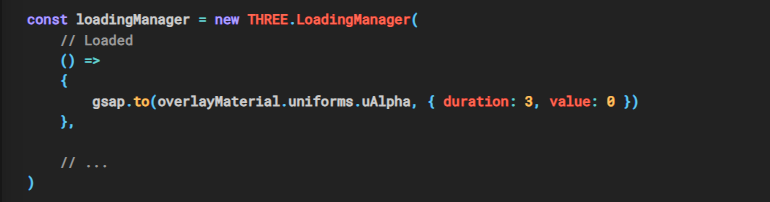 const loadingManager = new THREE.LoadingManager(
    // Loaded
    () =>
    {
        gsap.to(overlayMaterial.uniforms.uAlpha, { duration: 3, value: 0 })
    },

    // ...
)